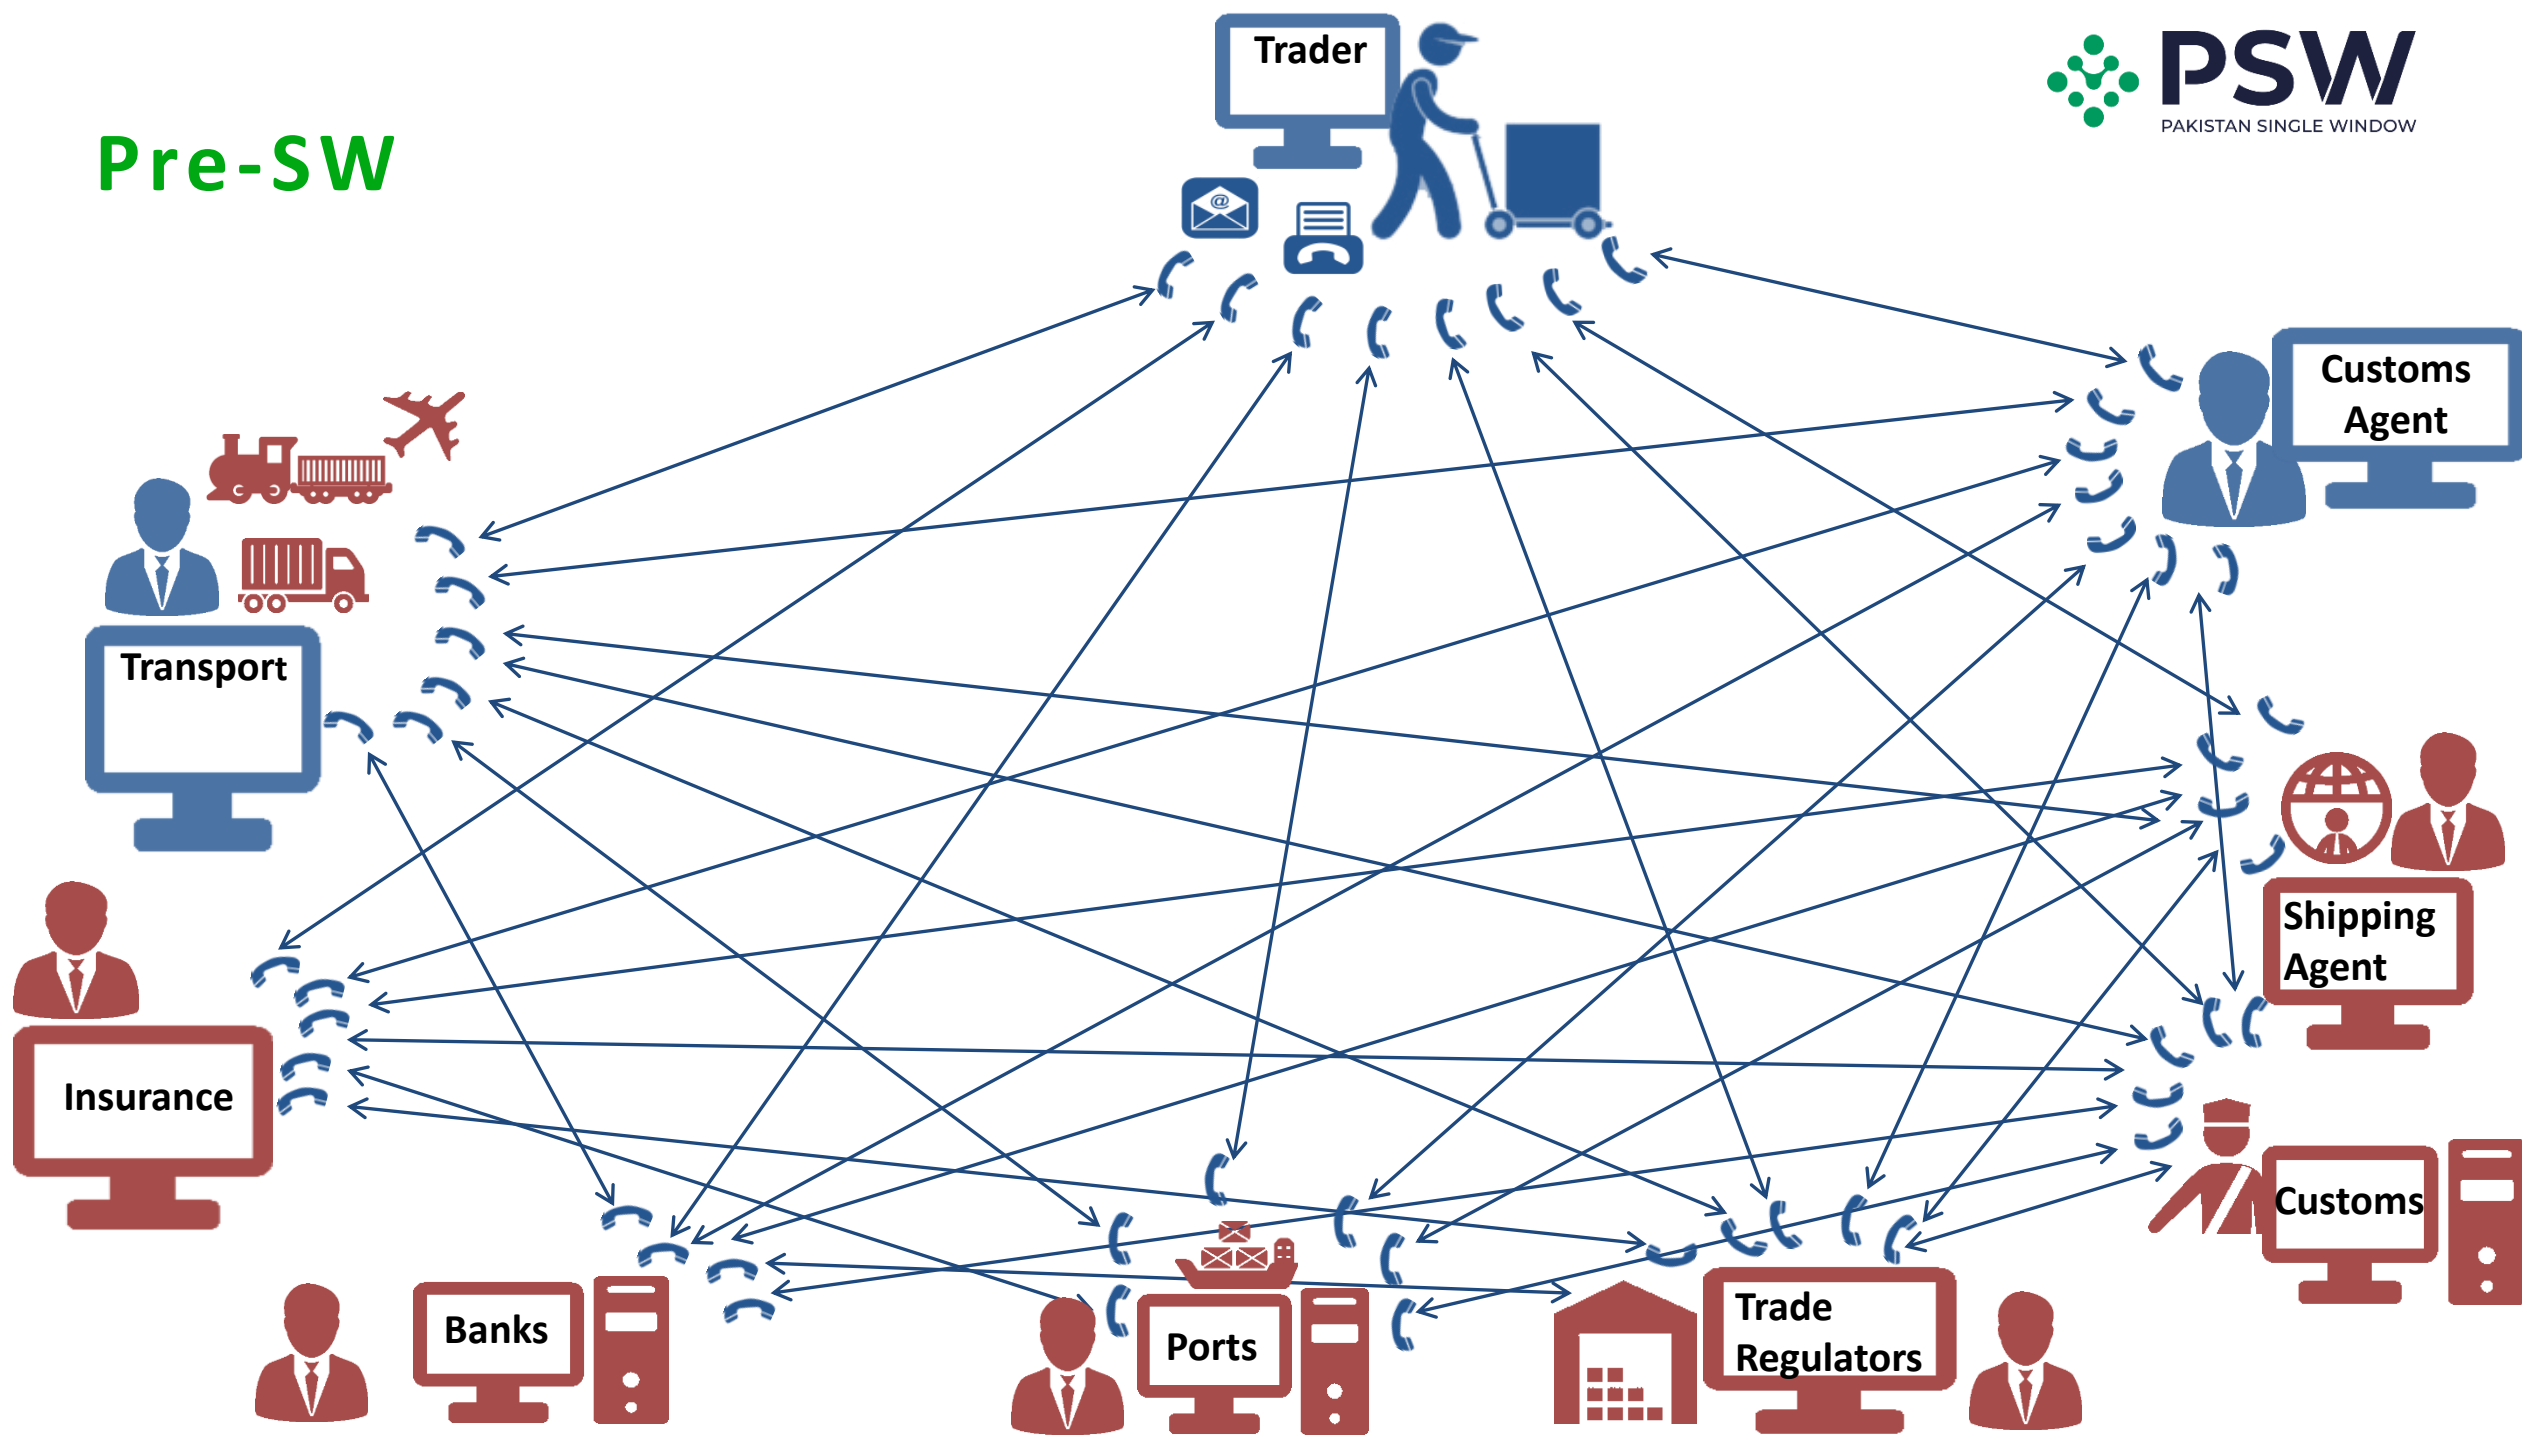 Trader
PSW
PAKISTAN SINGLE WINDOW
Pre-SW
@
Customs
Agent
Transport
Shipping
Agent
Insurance
Customs
Banks
Ports
Trade
Regulators